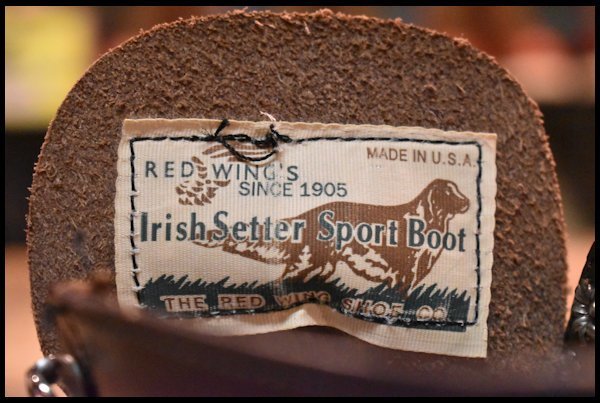 MADE IN U.S.A.
RED WING'S
SINCE 1905
Irish Setter Sport Boot
THE RED WING SHOE CO.